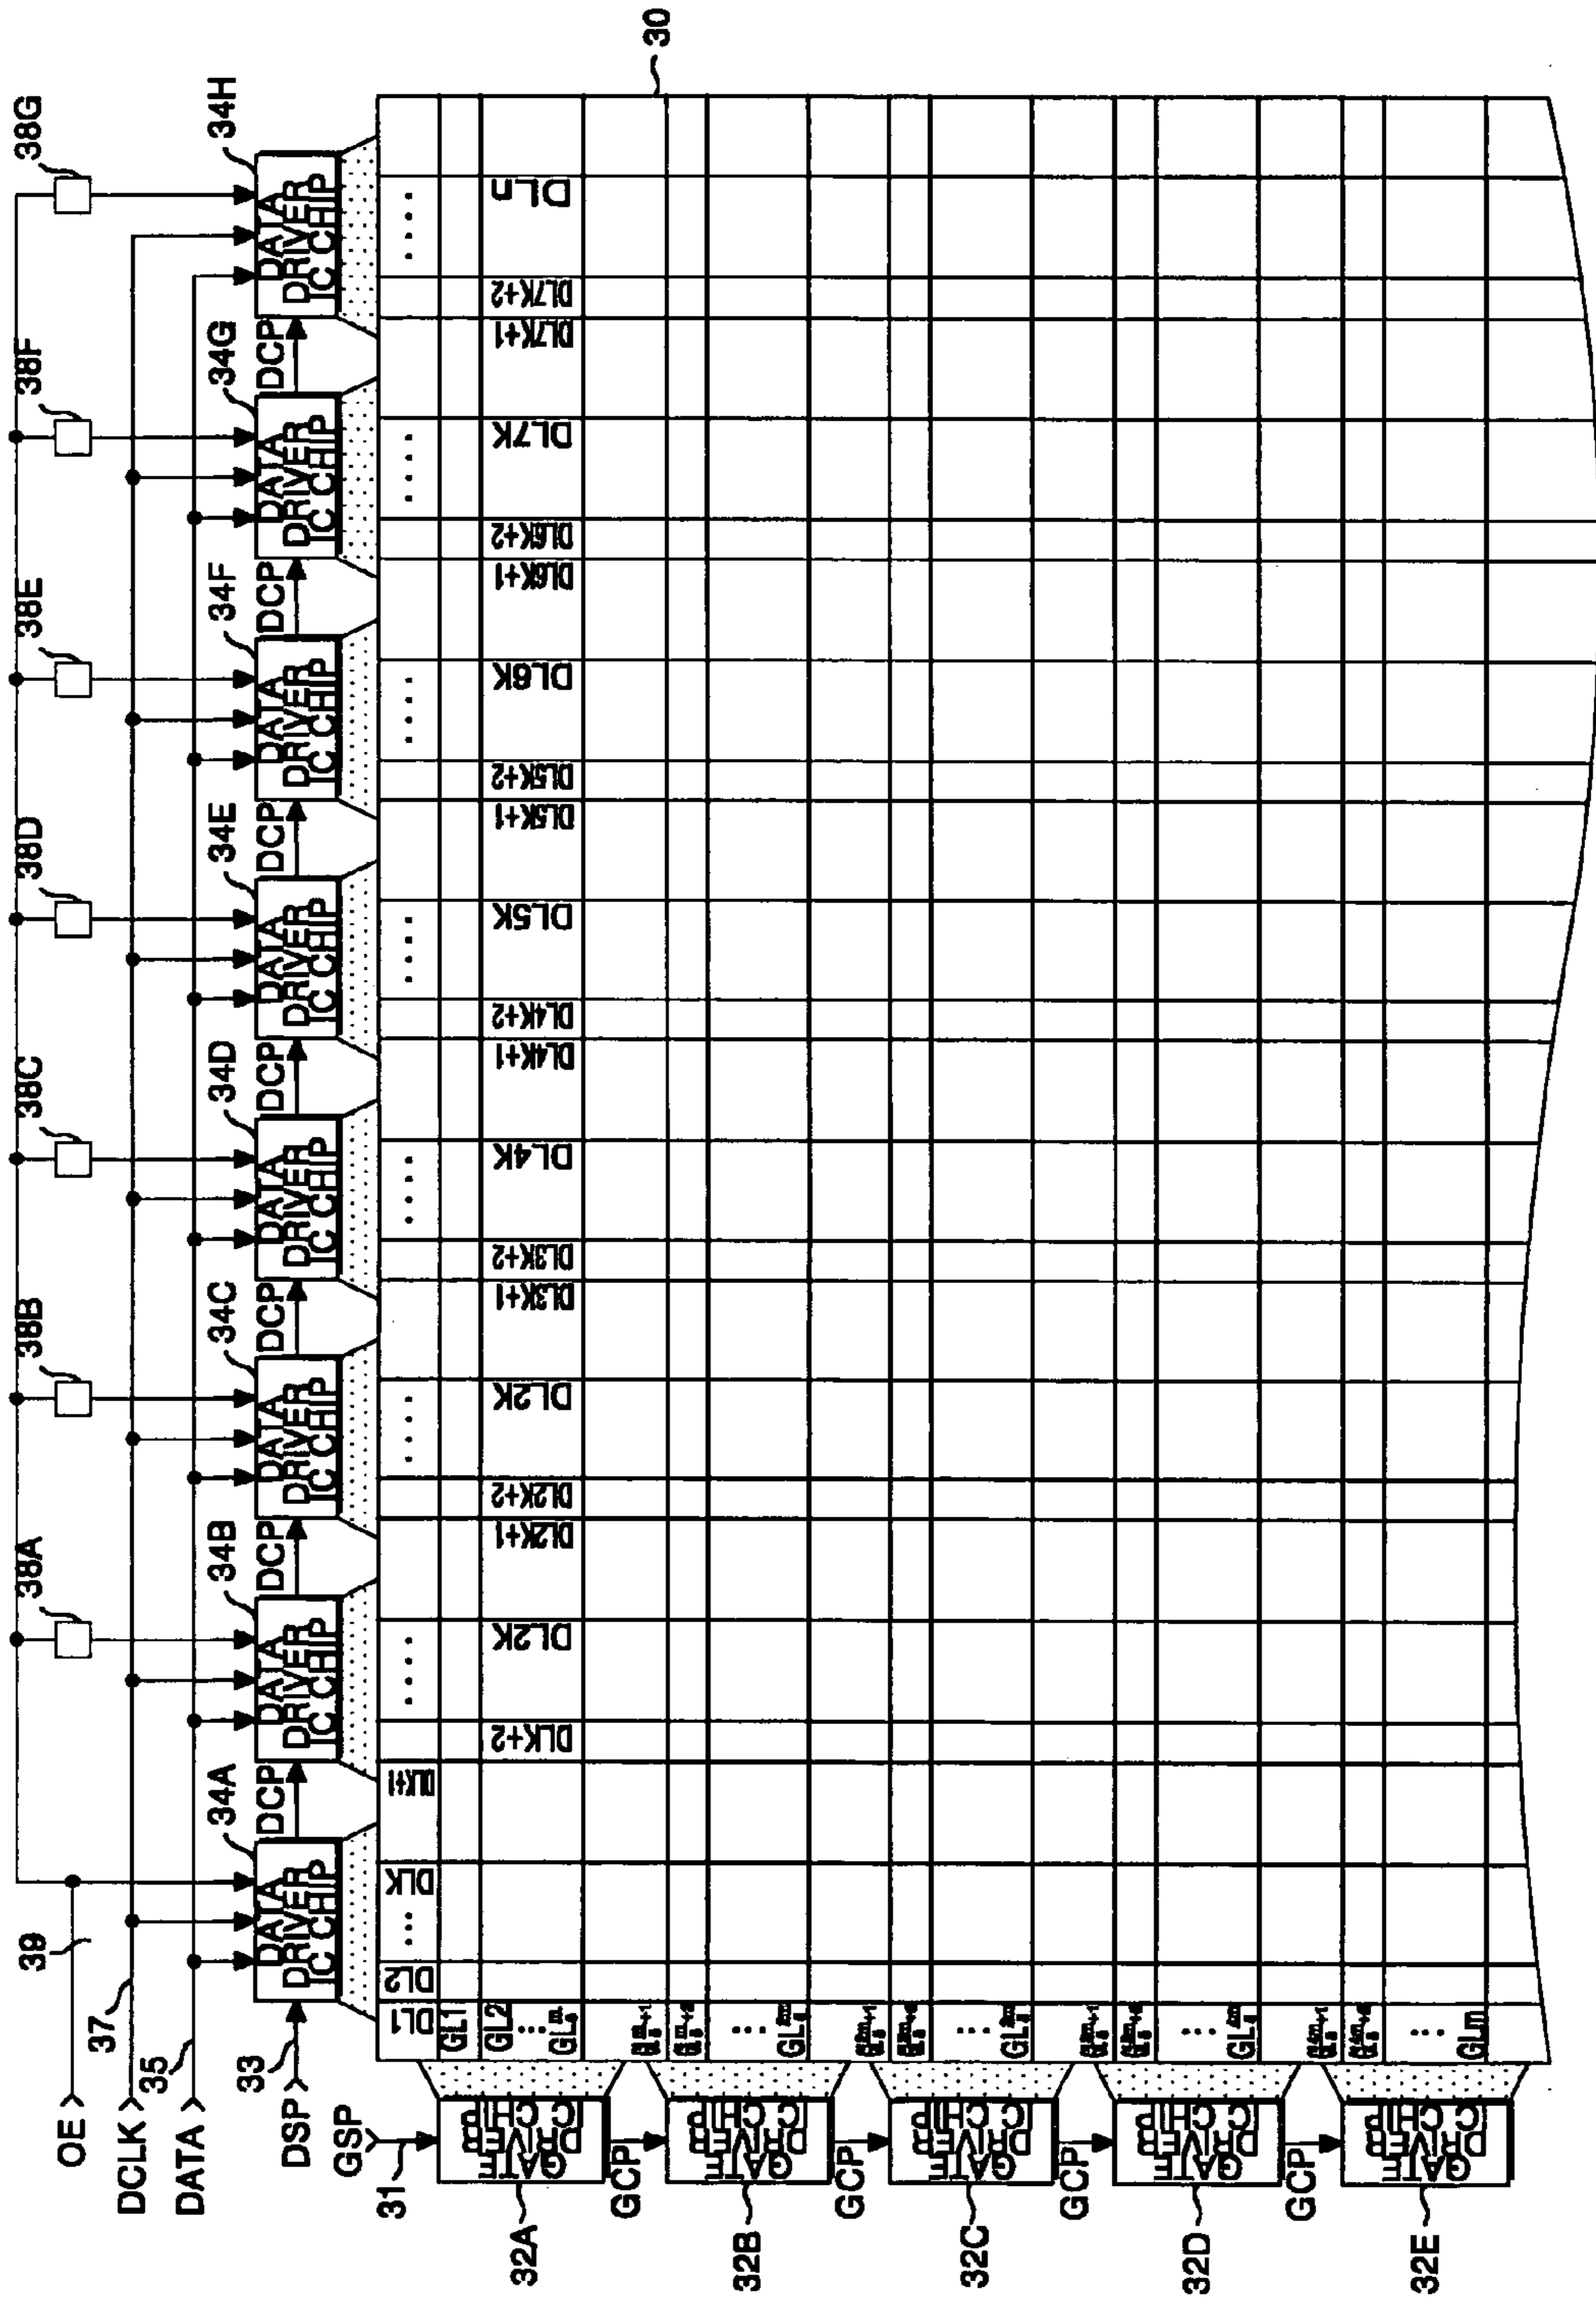 OE
39
38A
38B
38C
38D
38E
38F
38G
DCLK
37
DATA
35
DSP
33
34A
34B
34C
34D
34E
34F
34G
34H
DATA DRIVER IC CHIP
DCP
DATA DRIVER IC CHIP
DCP
DATA DRIVER IC CHIP
DCP
DATA DRIVER IC CHIP
DCP
DATA DRIVER IC CHIP
DCP
DATA DRIVER IC CHIP
DCP
DATA DRIVER IC CHIP
DCP
DATA DRIVER IC CHIP
GSP
31
DL1
DL2
...
DLK
DLK+1
....
....
....
....
....
....
....
GL1
GL2
...
DLK+2
DL2K
DL2K+1
DL2K+2
DL2K
DL3K+1
DL3K+2
DL4K
DL4K+1
DL4K+2
DL5K
DL5K+1
DL5K+2
DL6K
DL6K+1
DL6K+2
DL7K
DL7K+1
DL7K+2
DLn
30
GATE DRIVER IC CHIP
32A
GCP
...
GATE DRIVER IC CHIP
32B
GCP
...
GATE DRIVER IC CHIP
32C
GCP
...
GATE DRIVER IC CHIP
32D
GCP
...
GLm
GATE DRIVER IC CHIP
32E